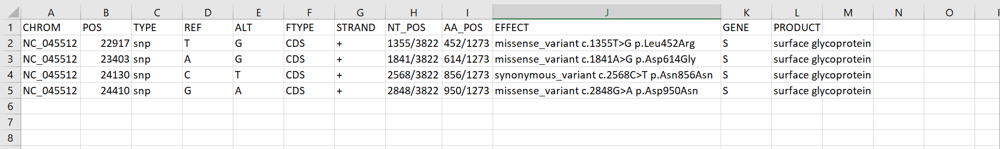 A B C D E F G H I J K L M N O
1 CHROM POS TYPE REF ALT FTYPE STRAND NT_POS AA_POS EFFECT GENE PRODUCT
2 NC_045512 22917 snp T G CDS + 1355/3822 452/1273 missense_variant c.1355T>G p.Leu452Arg S surface glycoprotein
3 NC_045512 23403 snp A G CDS + 1841/3822 614/1273 missense_variant c.1841A>G p.Asp614Gly S surface glycoprotein
4 NC_045512 24130 snp C T CDS + 2568/3822 856/1273 synonymous_variant c.2568C>T p.Asn856Asn S surface glycoprotein
5 NC_045512 24410 snp G A CDS + 2848/3822 950/1273 missense_variant c.2848G>A p.Asp950Asn S surface glycoprotein
6
7
8